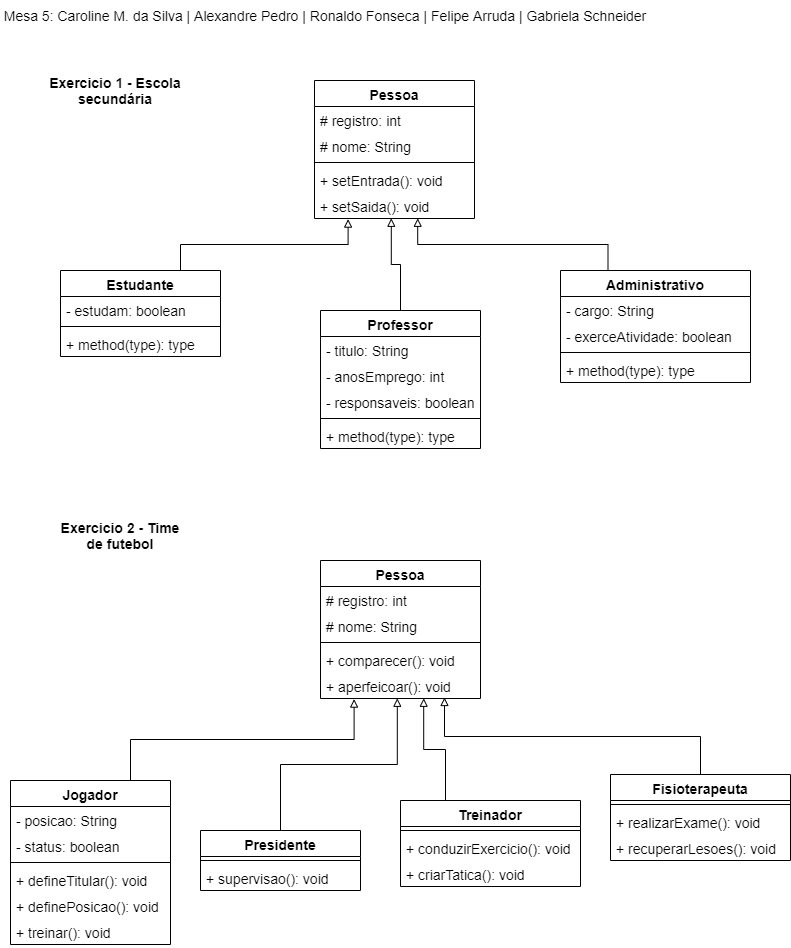 Mesa 5: Caroline M. da Silva | Alexandre Pedro | Ronaldo Fonseca | Felipe Arruda | Gabriela Schneider
Exercicio 1 - Escola
secundária
Pessoa
# registro: int
# nome: String
+ setEntrada(): void
+ setSaida(): void
Estudante
- estudam: boolean
+ method(type): type
Professor
- titulo: String
- anosEmprego: int
- responsaveis: boolean
+ method(type): type
Administrativo
- cargo: String
- exerceAtividade: boolean
+ method(type): type
Exercicio 2 - Time
de futebol
Pessoa
# registro: int
# nome: String
+ comparecer(): void
+ aperfeicoar(): void
Jogador
- posicao: String
- status: boolean
+ defineTitular(): void
+ definePosicao(): void
+ treinar(): void
Presidente
+ supervisao(): void
Treinador
+ conduzirExercicio(): void
+ criarTatica(): void
Fisioterapeuta
+ realizarExame(): void
+ recuperarLesoes(): void